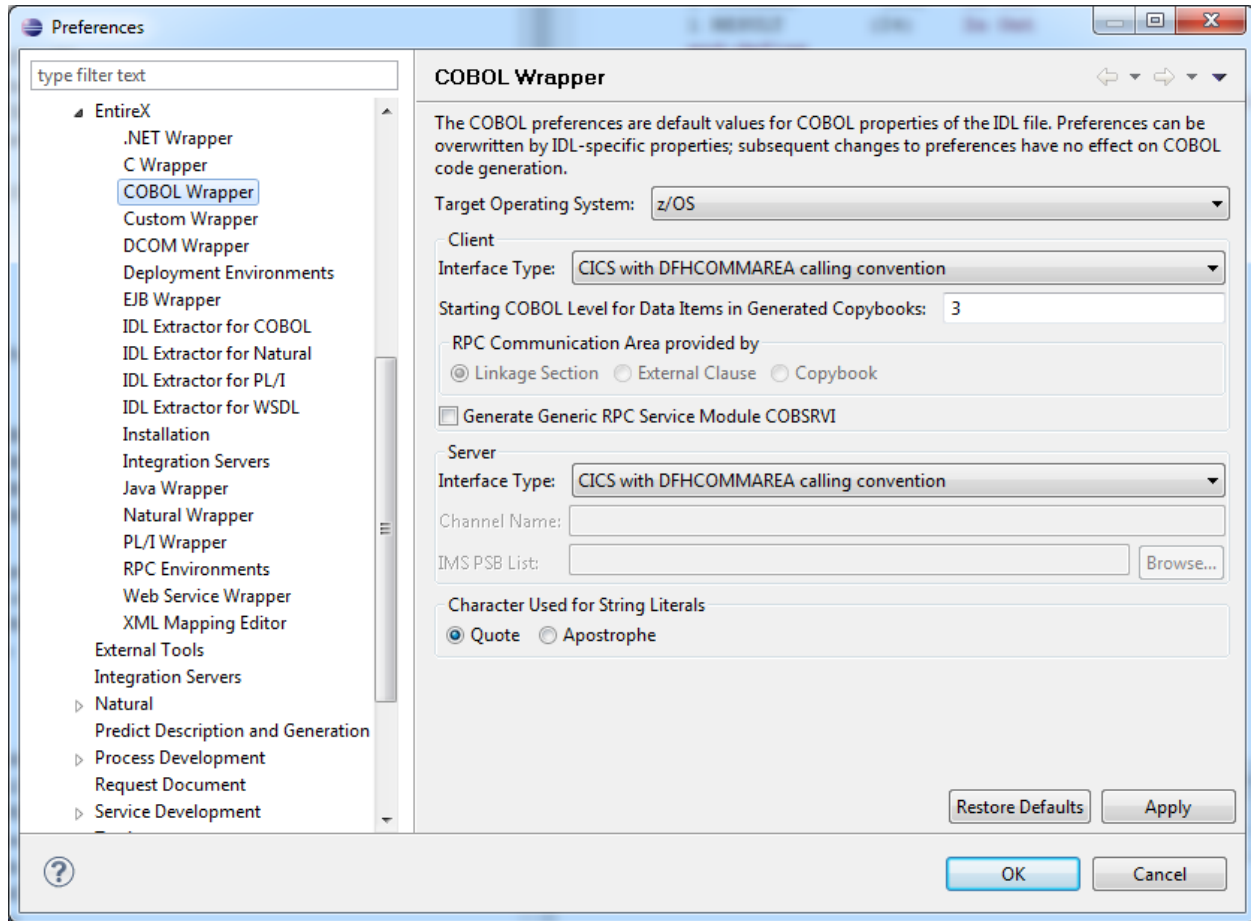 Preferences
type filter text
EntireX
.NET Wrapper
C Wrapper
COBOL Wrapper
Custom Wrapper
DCOM Wrapper
Deployment Environments
EJB Wrapper
IDL Extractor for COBOL
IDL Extractor for Natural
IDL Extractor for PL/I
IDL Extractor for WSDL
Installation
Integration Servers
Java Wrapper
Natural Wrapper
PL/I Wrapper
RPC Environments
Web Service Wrapper
XML Mapping Editor
External Tools
Integration Servers
Natural
Predict Description and Generation
Process Development
Request Document
Service Development
COBOL Wrapper
The COBOL preferences are default values for COBOL properties of the IDL file. Preferences can be
overwritten by IDL-specific properties; subsequent changes to preferences have no effect on COBOL
code generation.
Target Operating System: z/OS
Client
Interface Type: CICS with DFHCOMMAREA calling convention
Starting COBOL Level for Data Items in Generated Copybooks: 3
RPC Communication Area provided by
Linkage Section External Clause Copybook
Generate Generic RPC Service Module COBSRVI
Server
Interface Type: CICS with DFHCOMMAREA calling convention
Channel Name:
IMS PSB List: Browse...
Character Used for String Literals
Quote Apostrophe
Restore Defaults Apply
? OK Cancel